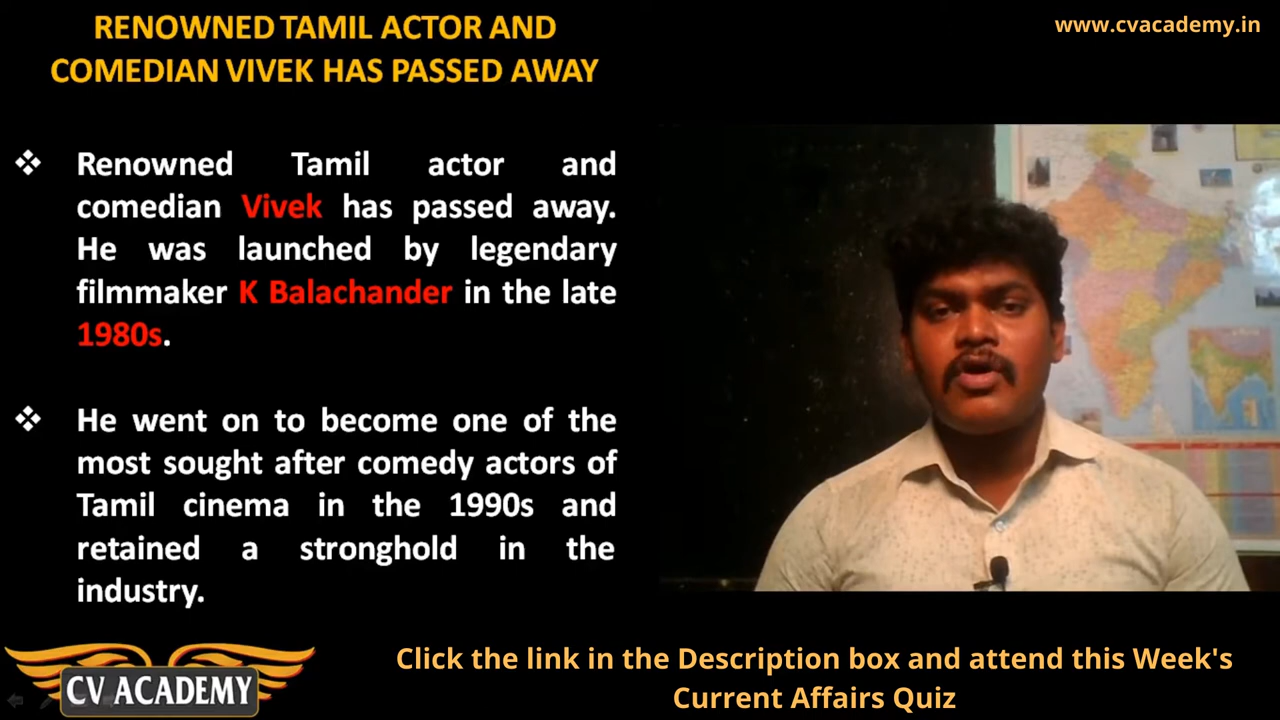 RENOWNED TAMIL ACTOR AND
COMEDIAN VIVEK HAS PASSED AWAY
www.cvacademy.in
Renowned Tamil actor and
comedian Vivek has passed away.
He was launched by legendary
filmmaker K Balachander in the late
1980s.
He went on to become one of the
most sought after comedy actors of
Tamil cinema in the 1990s and
retained a stronghold in the
industry.
CV ACADEMY
Click the link in the Description box and attend this Week's
Current Affairs Quiz